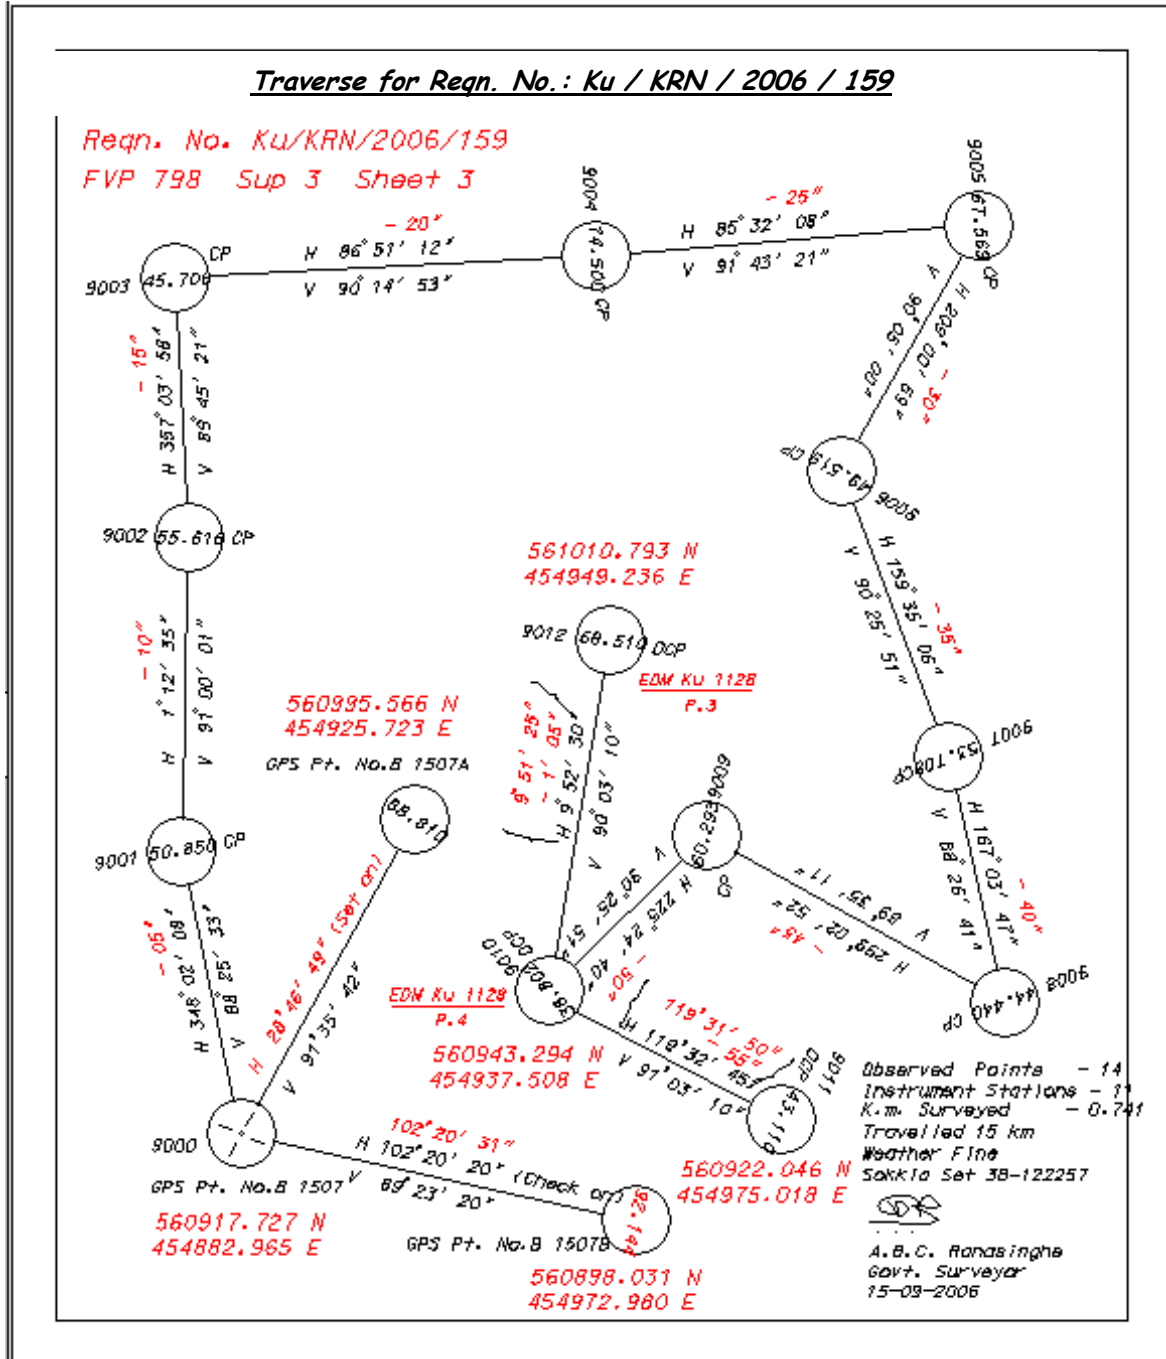 Traverse for Reqn. No.: Ku / KRN / 2006 / 159
Reqn. No. Ku/KRN/2006/159
FVP 798 Sup 3 Sheet 3
9003 45.706 CP
- 20"
H 86° 51' 12"
V 90° 14' 53"
9004 74.500 CP
- 25"
H 85° 32' 08"
V 91° 43' 21"
9005 67.569 CP
V 90° 05' 00"
H 209° 00' 69"
- 30"
49.519 CP
9006
H 159° 35' 06"
- 35"
V 90° 25' 51"
53.708 CP
9007
H 167° 03' 47"
- 40"
V 88° 26' 41"
44.440 CP
9008
V 89° 35' 11"
H 299° 02' 52"
- 45"
60.293 9009
CP
V 90° 25' 51"
H 225° 24' 40"
- 50"
- 15"
H 357° 03' 58"
V 89° 45' 21"
9002 55.616 CP
- 10"
H 1° 12' 35"
V 91° 00' 01"
9001 50.850 CP
- 05"
H 348° 02' 08"
V 88° 25' 33"
560995.566 N
454925.723 E
GPS Pt. No.B 1507A
68.810
H 28° 46' 49" (Set on)
V 91° 35' 42"
9000
GPS Pt. No.B 1507
560917.727 N
454882.965 E
102° 20' 31"
H 102° 20' 20" (Check on)
V 89° 23' 20"
92.144
GPS Pt. No.B 1507B
560898.031 N
454972.960 E
561010.793 N
454949.236 E
9012 68.510 OCP
EDM Ku 1128
P.3
9° 51' 25"
- 1' 05"
H 9° 52' 30"
V 90° 03' 10"
9010
38.802 OCP
EDM Ku 1128
P.4
560943.294 N
454937.508 E
119° 31' 50"
- 55"
H 119° 32' 45"
V 91° 03' 10"
9011
OCP 43.110
560922.046 N
454975.018 E
Observed Points - 14
Instrument Stations - 11
K.m. Surveyed - 0.741
Travelled 15 km
Weather Fine
Sokkia Set 3B-122257
A.B.C. Ranasinghe
Govt. Surveyor
15-09-2006